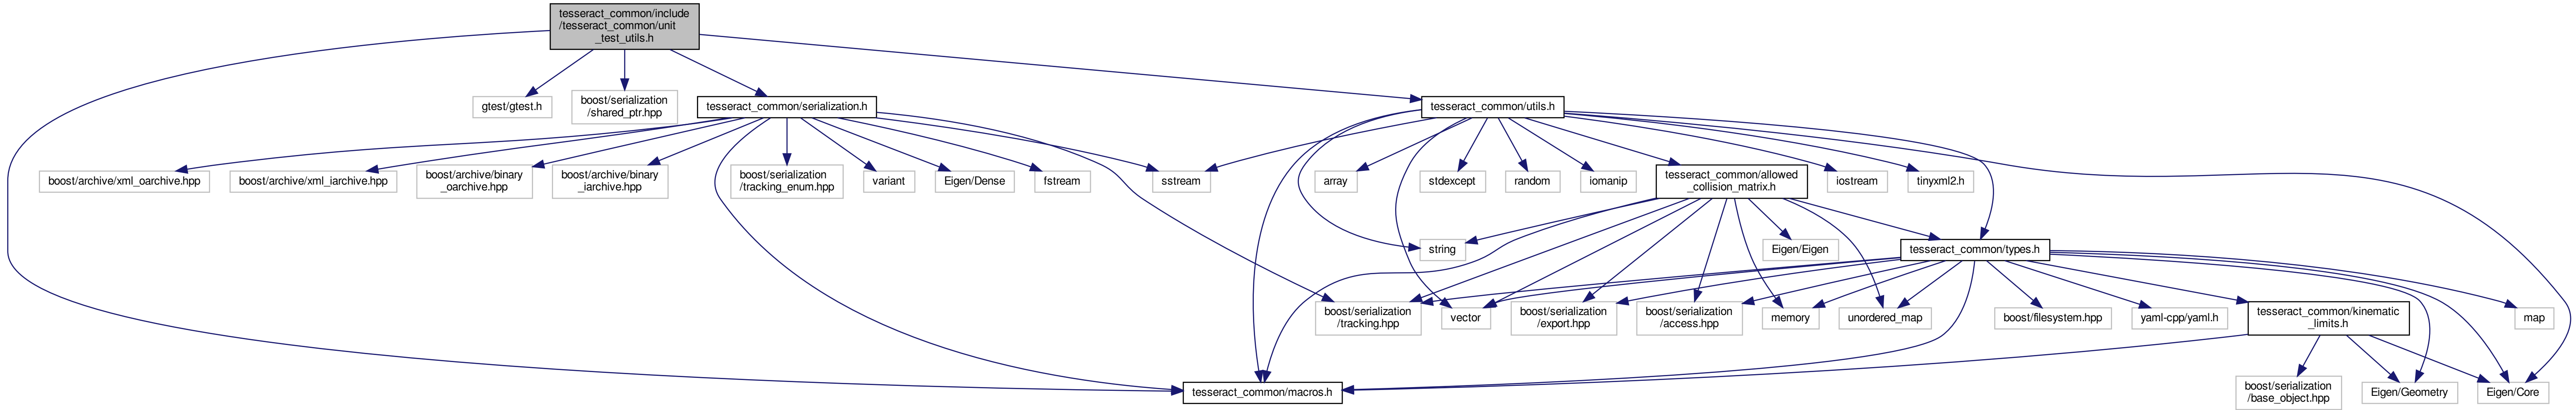 tesseract_common/include
/tesseract_common/unit
_test_utils.h
gtest/gtest.h
boost/serialization
/shared_ptr.hpp
tesseract_common/serialization.h
tesseract_common/utils.h
boost/archive/xml_oarchive.hpp
boost/archive/xml_iarchive.hpp
boost/archive/binary
_oarchive.hpp
boost/archive/binary
_iarchive.hpp
boost/serialization
/tracking_enum.hpp
variant
Eigen/Dense
fstream
sstream
array
stdexcept
random
iomanip
tesseract_common/allowed
_collision_matrix.h
iostream
tinyxml2.h
string
Eigen/Eigen
tesseract_common/types.h
boost/serialization
/tracking.hpp
vector
boost/serialization
/export.hpp
boost/serialization
/access.hpp
memory
unordered_map
boost/filesystem.hpp
yaml-cpp/yaml.h
tesseract_common/kinematic
_limits.h
map
tesseract_common/macros.h
boost/serialization
/base_object.hpp
Eigen/Geometry
Eigen/Core